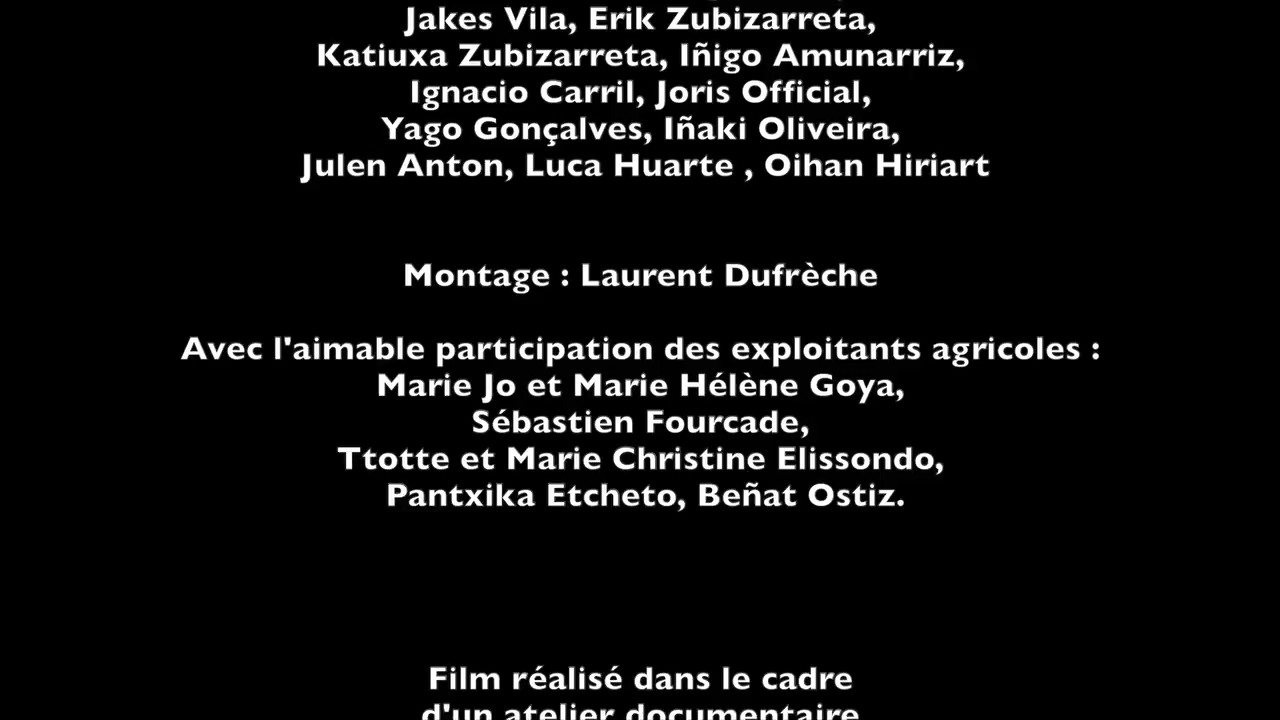 Jakes Vila, Erik Zubizarreta,
Katiuxa Zubizarreta, Iñigo Amunarriz,
Ignacio Carril, Joris Official,
Yago Gonçalves, Iñaki Oliveira,
Julen Anton, Luca Huarte , Oihan Hiriart
Montage : Laurent Dufrèche
Avec l'aimable participation des exploitants agricoles :
Marie Jo et Marie Hélène Goya,
Sébastien Fourcade,
Ttotte et Marie Christine Elissondo,
Pantxika Etcheto, Beñat Ostiz.
Film réalisé dans le cadre
d'un atelier documentaire